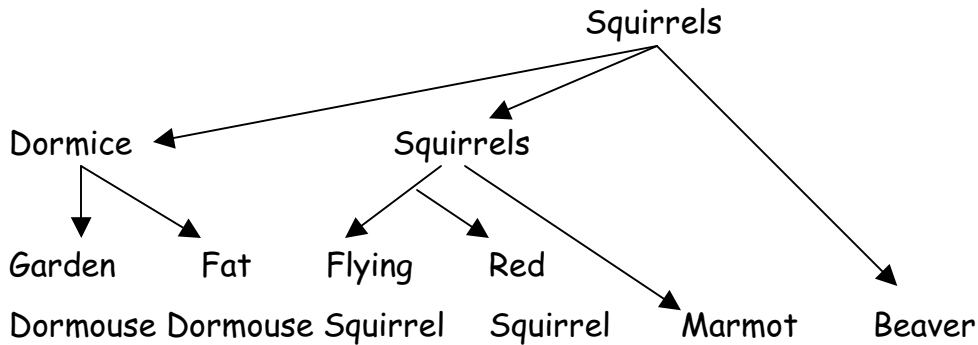 Squirrels
Dormice Squirrels
Garden Fat Flying Red
Dormouse Dormouse Squirrel Squirrel Marmot Beaver